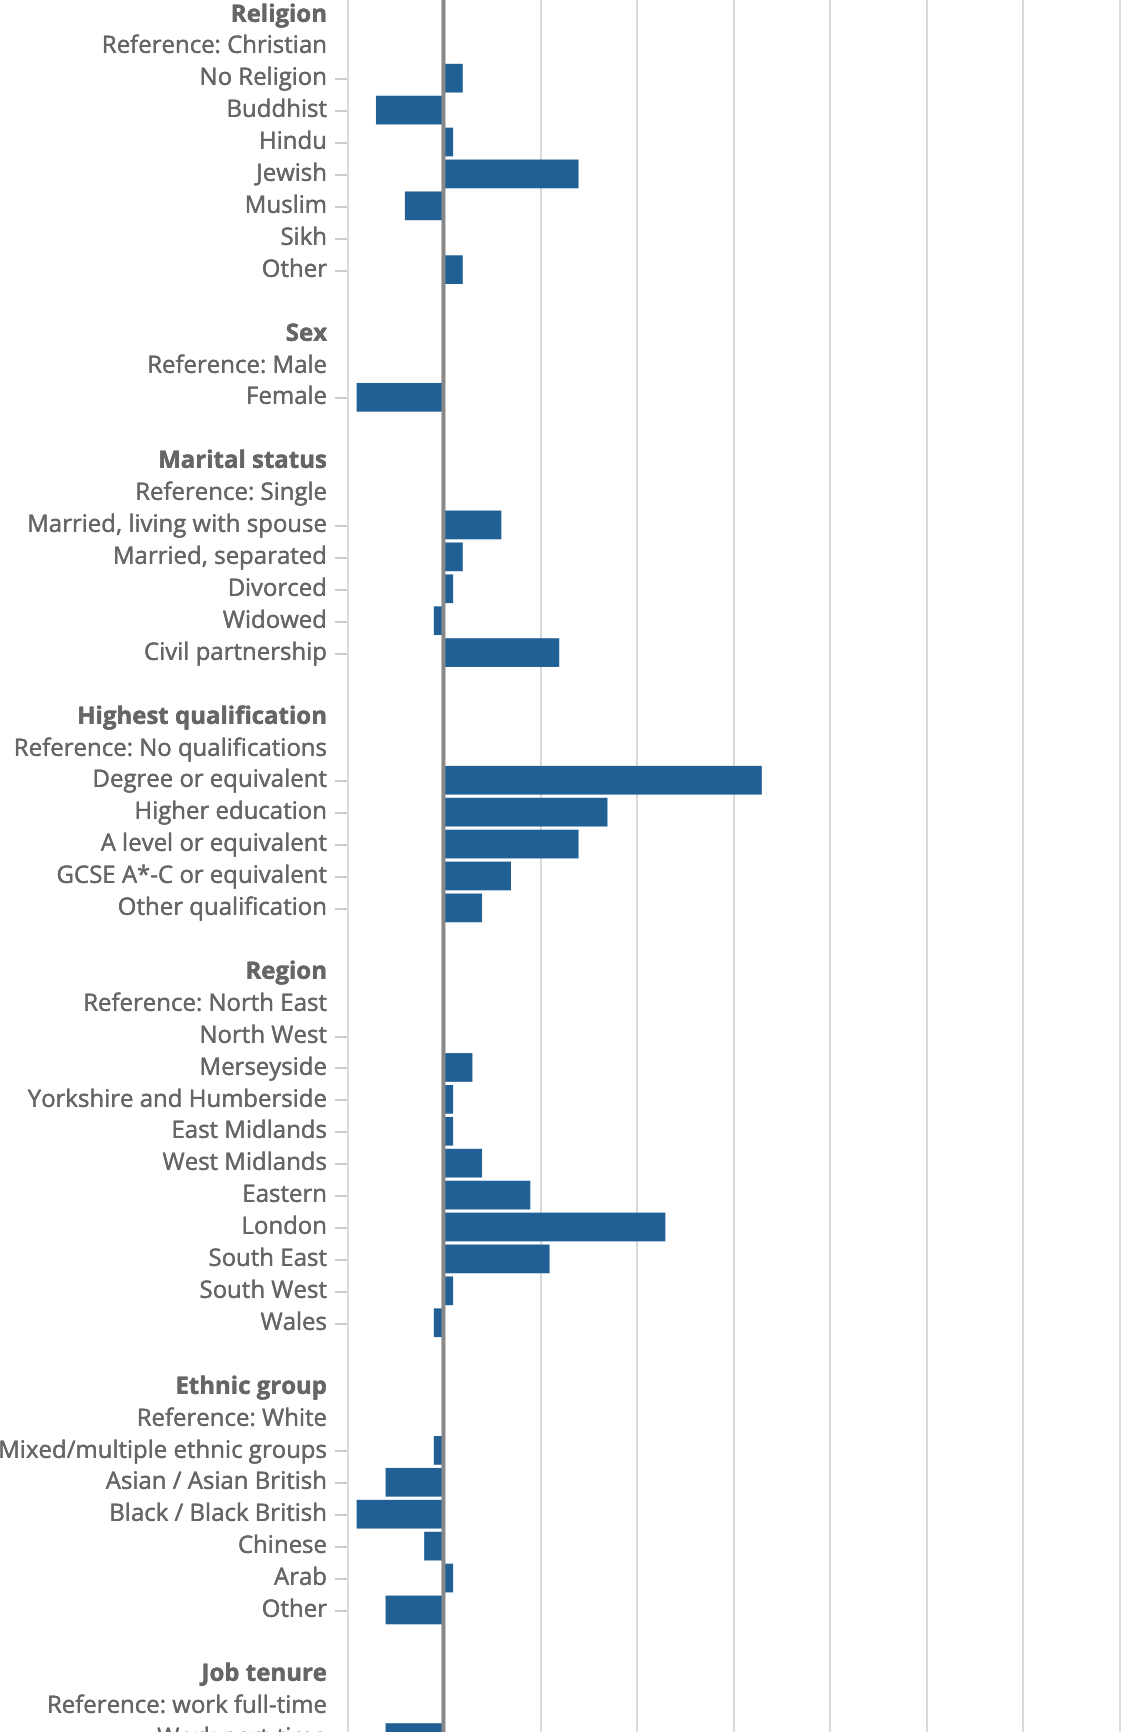 Religion
Reference: Christian
No Religion
Buddhist
Hindu
Jewish
Muslim
Sikh
Other
Sex
Reference: Male
Female
Marital status
Reference: Single
Married, living with spouse
Married, separated
Divorced
Widowed
Civil partnership
Highest qualification
Reference: No qualifications
Degree or equivalent
Higher education
A level or equivalent
GCSE A*-C or equivalent
Other qualification
Region
Reference: North East
North West
Merseyside
Yorkshire and Humberside
East Midlands
West Midlands
Eastern
London
South East
South West
Wales
Ethnic group
Reference: White
Mixed/multiple ethnic groups
Asian / Asian British
Black / Black British
Chinese
Arab
Other
Job tenure
Reference: work full-time